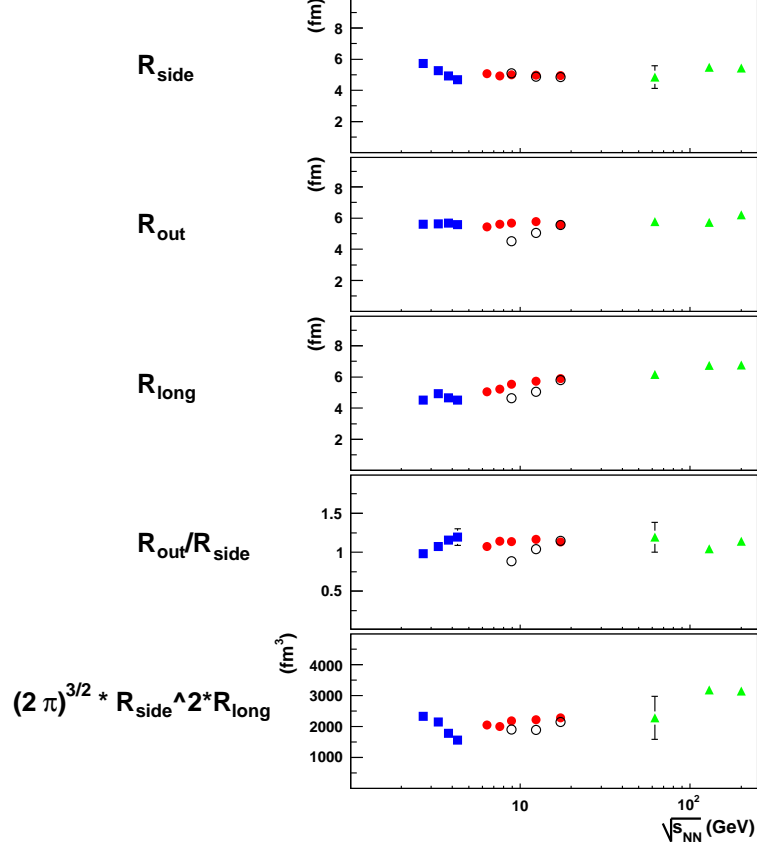 (fm)
8
6
4
2
R_side
(fm)
8
6
4
2
R_out
(fm)
8
6
4
2
R_long
1.5
1
0.5
R_out/R_side
(fm^3)
4000
3000
2000
1000
(2 π)^3/2 * R_side^2*R_long
10
10^2
√s_NN (GeV)